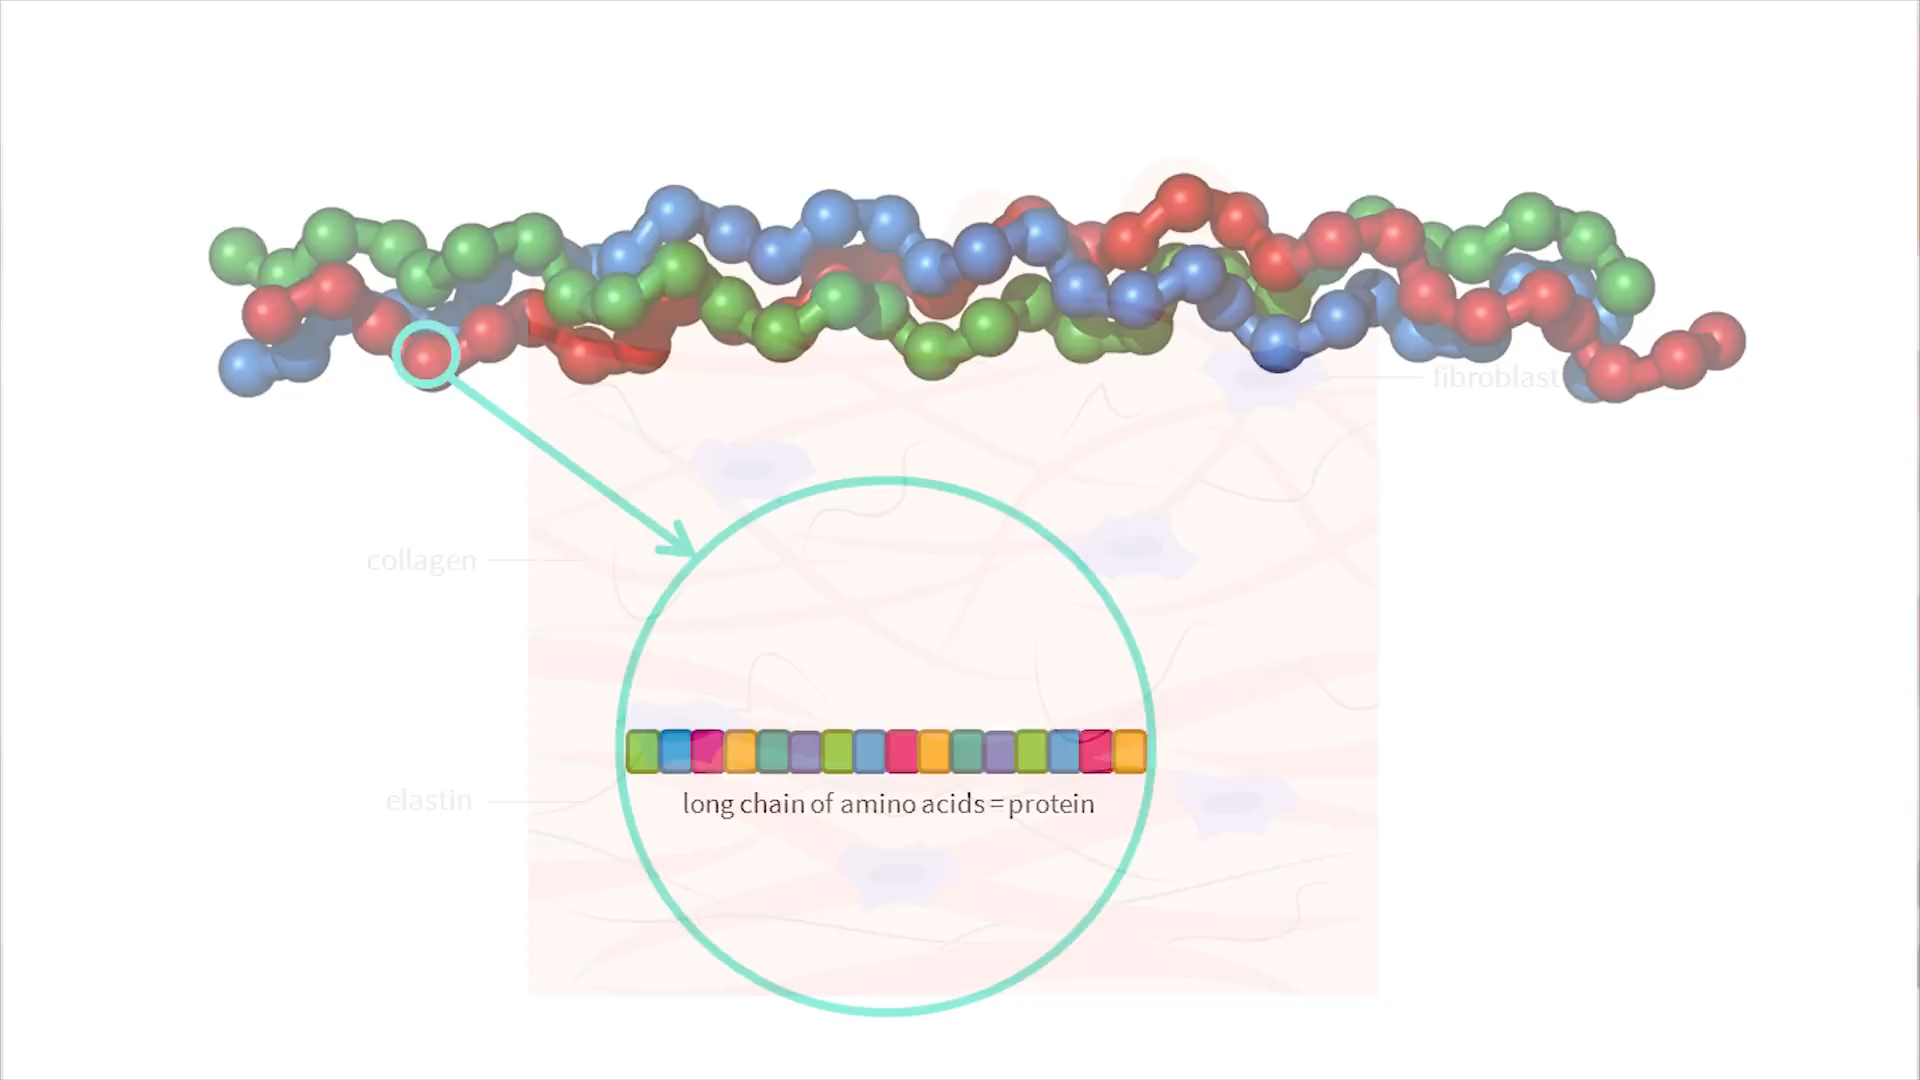 fibroblast
collagen
elastin
long chain of amino acids = protein